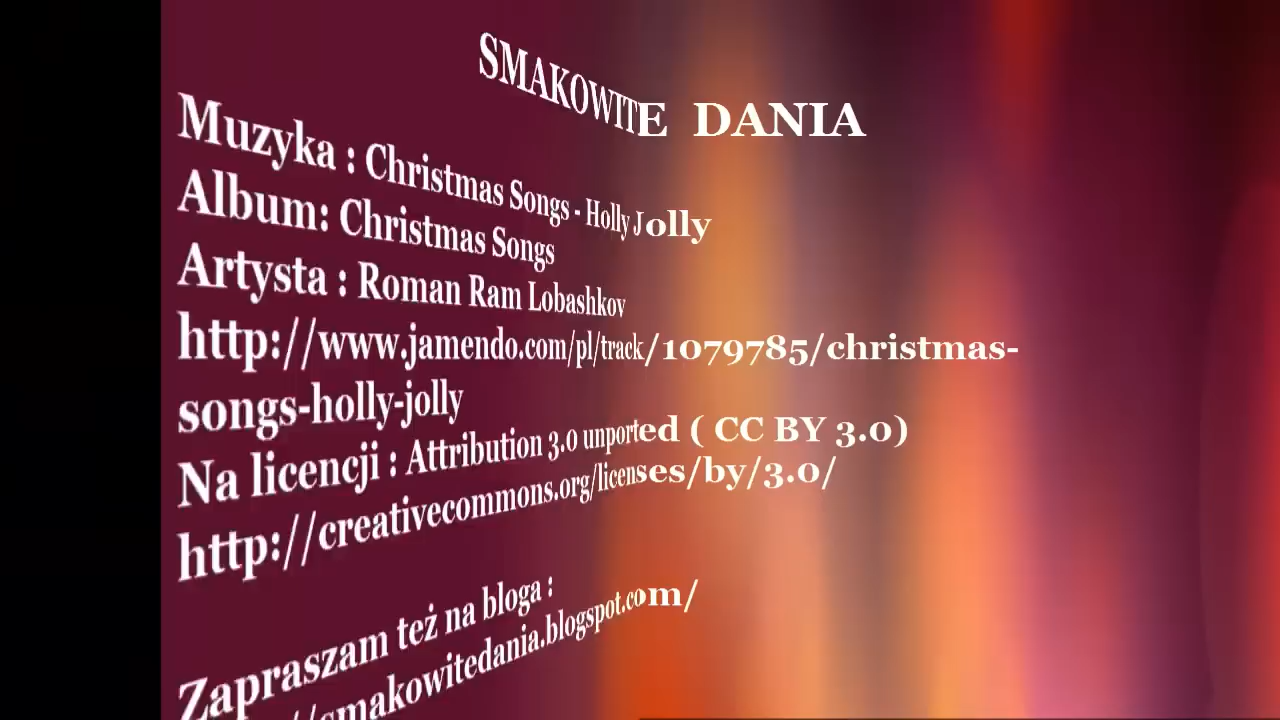 SMAKOWITE DANIA
Muzyka : Christmas Songs - Holly Jolly
Album: Christmas Songs
Artysta : Roman Ram Lobashkov
http://www.jamendo.com/pl/track/1079785/christmas-
songs-holly-jolly
Na licencji : Attribution 3.0 unported ( CC BY 3.0)
http://creativecommons.org/licenses/by/3.0/
Zapraszam też na bloga :
//smakowitedania.blogspot.com/